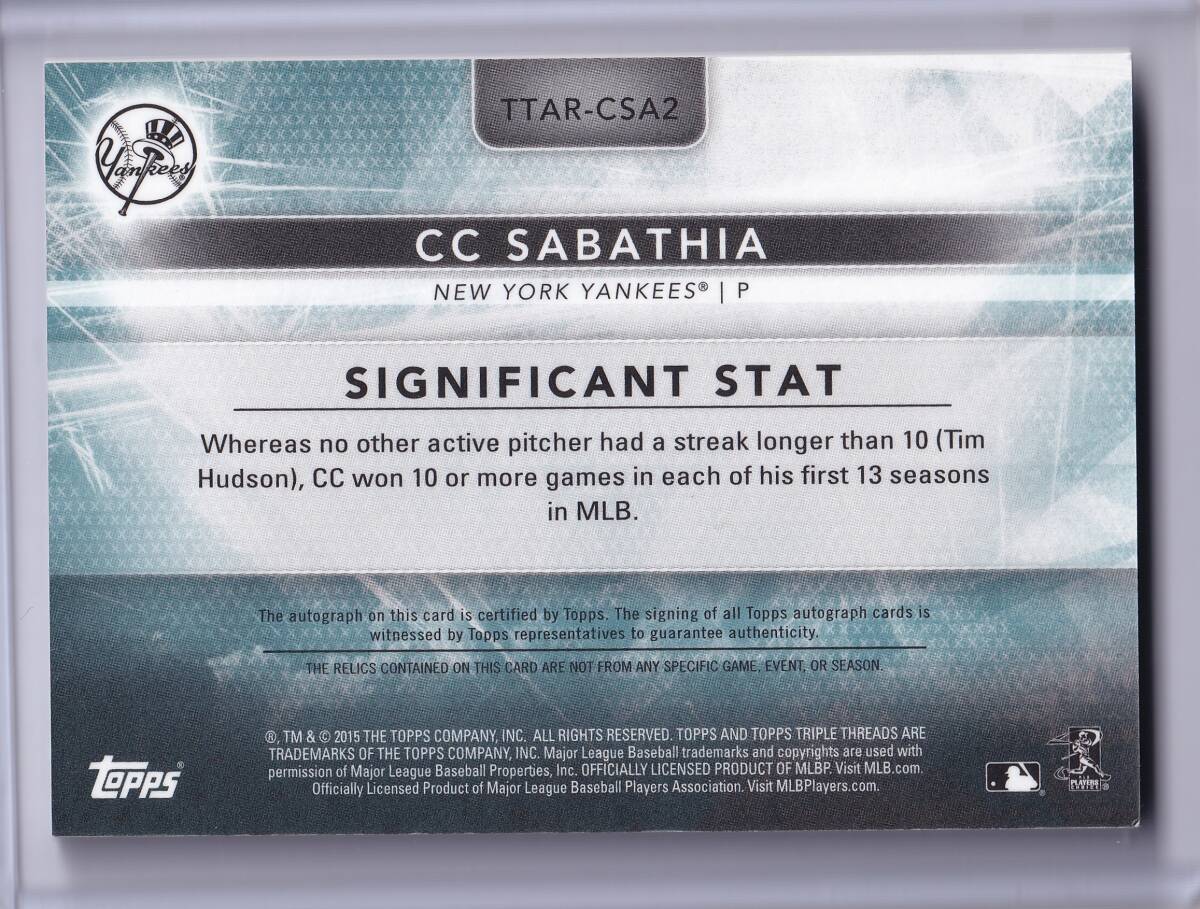 TTAR-CSA2
Yankees
CC SABATHIA
NEW YORK YANKEES® | P
SIGNIFICANT STAT
Whereas no other active pitcher had a streak longer than 10 (Tim
Hudson), CC won 10 or more games in each of his first 13 seasons
in MLB.
The autograph on this card is certified by Topps. The signing of all Topps autograph cards is
witnessed by Topps representatives to guarantee authenticity.
THE RELICS CONTAINED ON THIS CARD ARE NOT FROM ANY SPECIFIC GAME, EVENT, OR SEASON.
®, TM & © 2015 THE TOPPS COMPANY, INC. ALL RIGHTS RESERVED. TOPPS AND TOPPS TRIPLE THREADS ARE
TRADEMARKS OF THE TOPPS COMPANY, INC. Major League Baseball trademarks and copyrights are used with
permission of Major League Baseball Properties, Inc. OFFICIALLY LICENSED PRODUCT OF MLBP. Visit MLB.com.
Officially Licensed Product of Major League Baseball Players Association. Visit MLBPlayers.com.
Topps®
PLAYERS